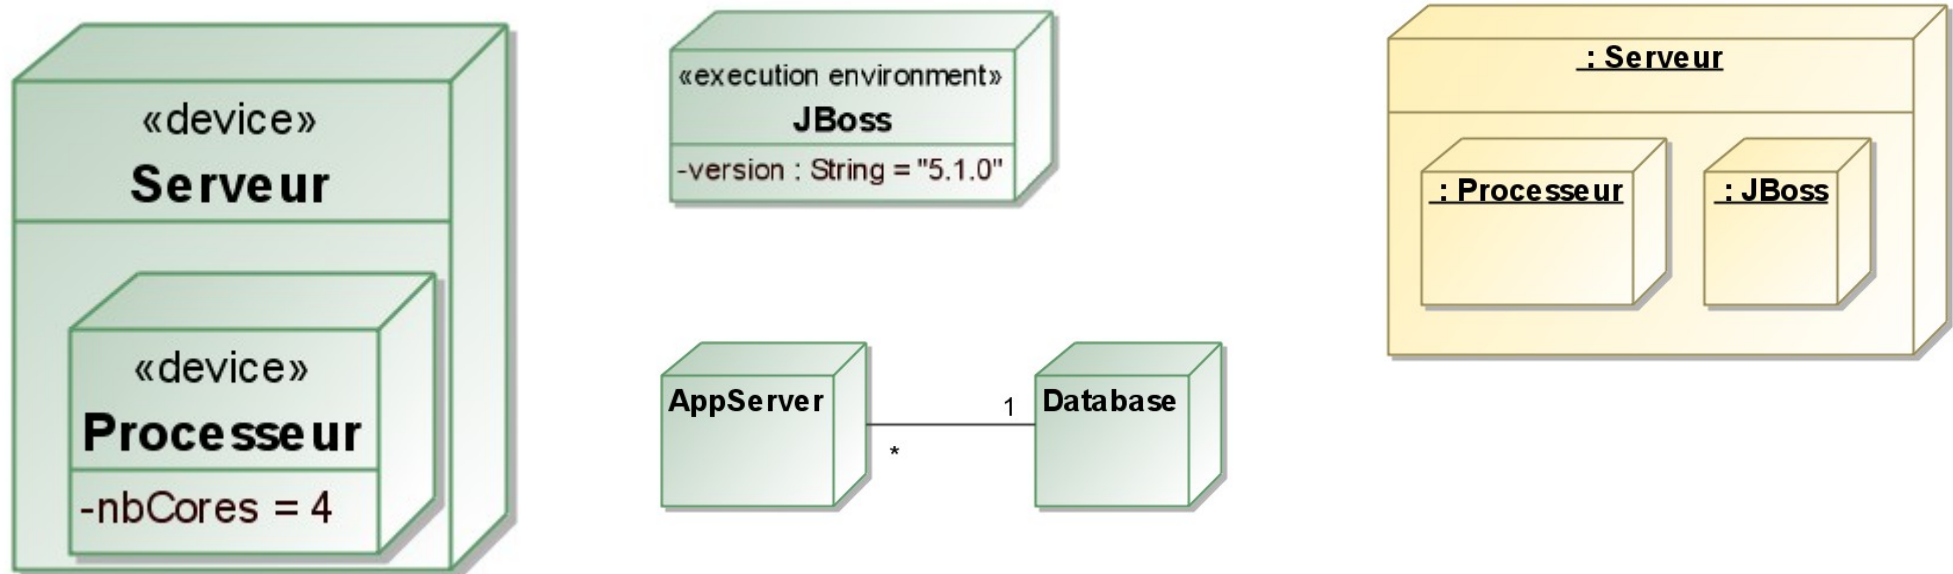 «device»
Serveur
«device»
Processeur
-nbCores = 4
«execution environment»
JBoss
-version : String = "5.1.0"
AppServer
1
*
Database
: Serveur
: Processeur
: JBoss